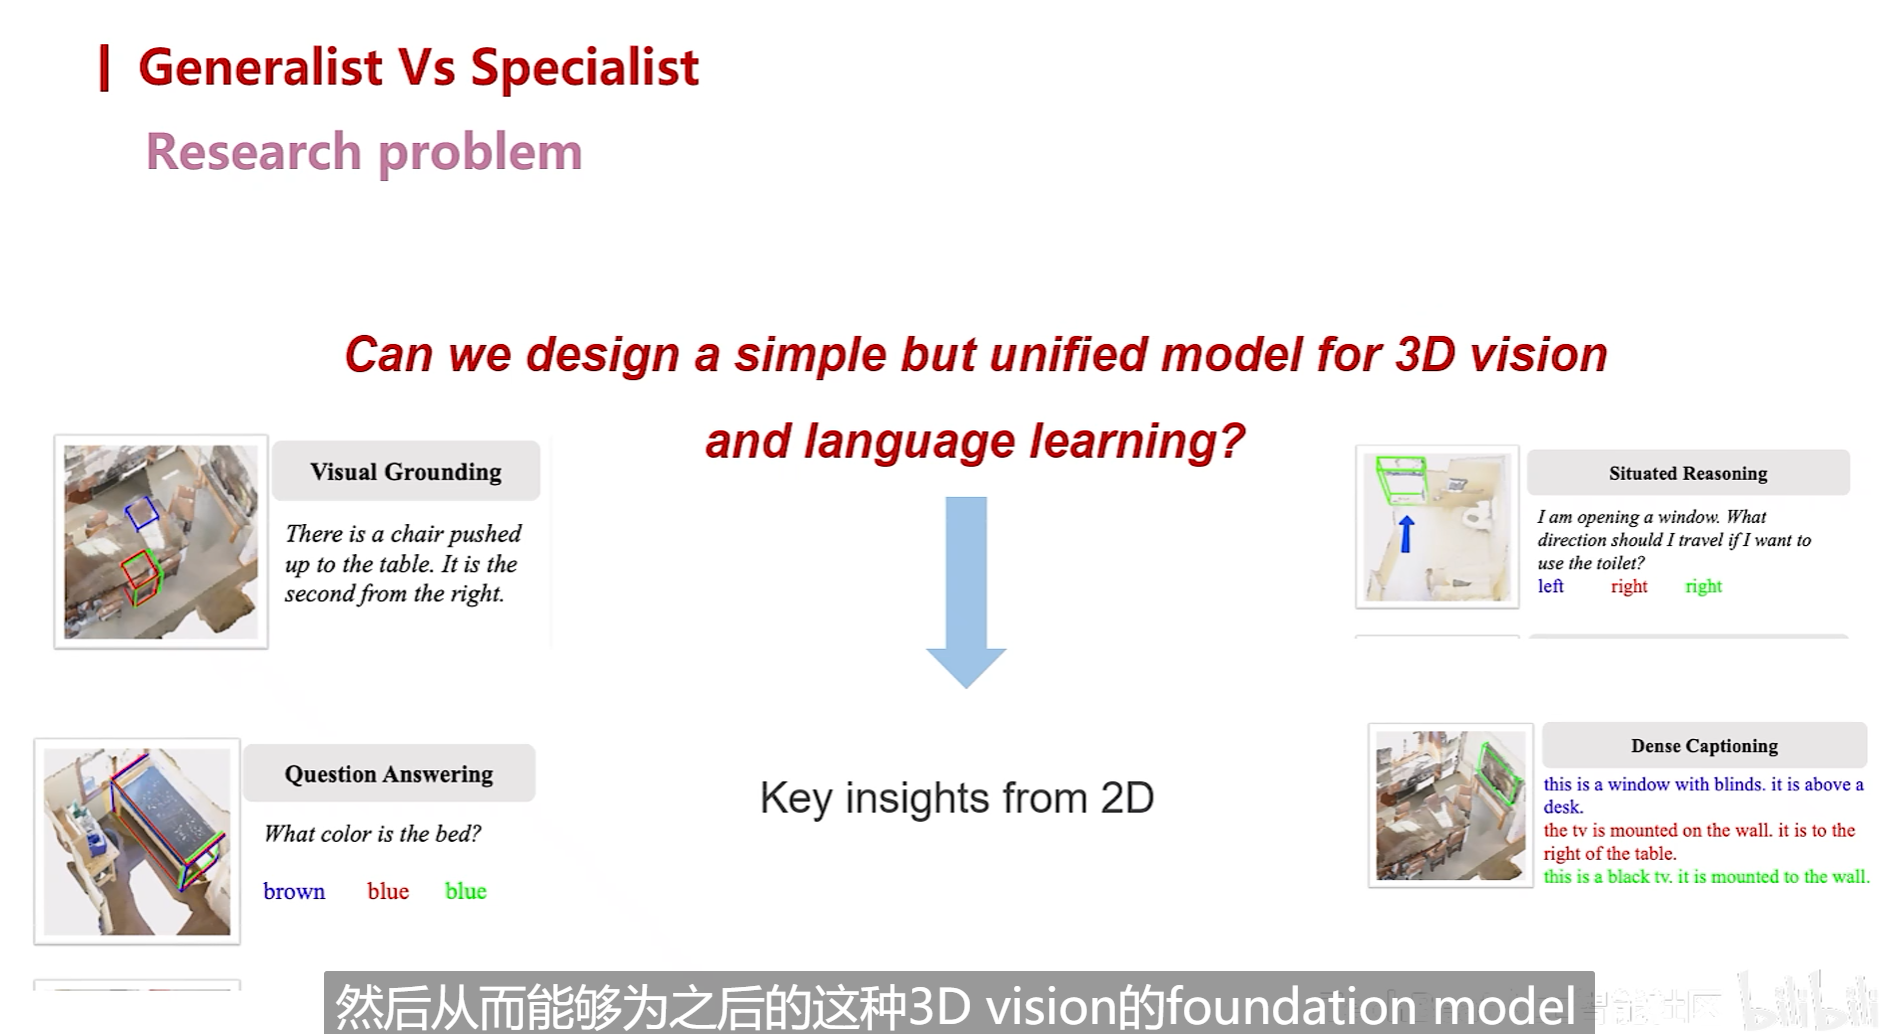 Generalist Vs Specialist
Research problem
Can we design a simple but unified model for 3D vision
and language learning?
Visual Grounding
There is a chair pushed
up to the table. It is the
second from the right.
Situated Reasoning
I am opening a window. What
direction should I travel if I want to
use the toilet?
left right right
Question Answering
What color is the bed?
brown blue blue
Key insights from 2D
Dense Captioning
this is a window with blinds. it is above a
desk.
the tv is mounted on the wall. it is to the
right of the table.
this is a black tv. it is mounted to the wall.
然后从而能够为之后的这种3D vision的foundation model
智能社区 bilibili